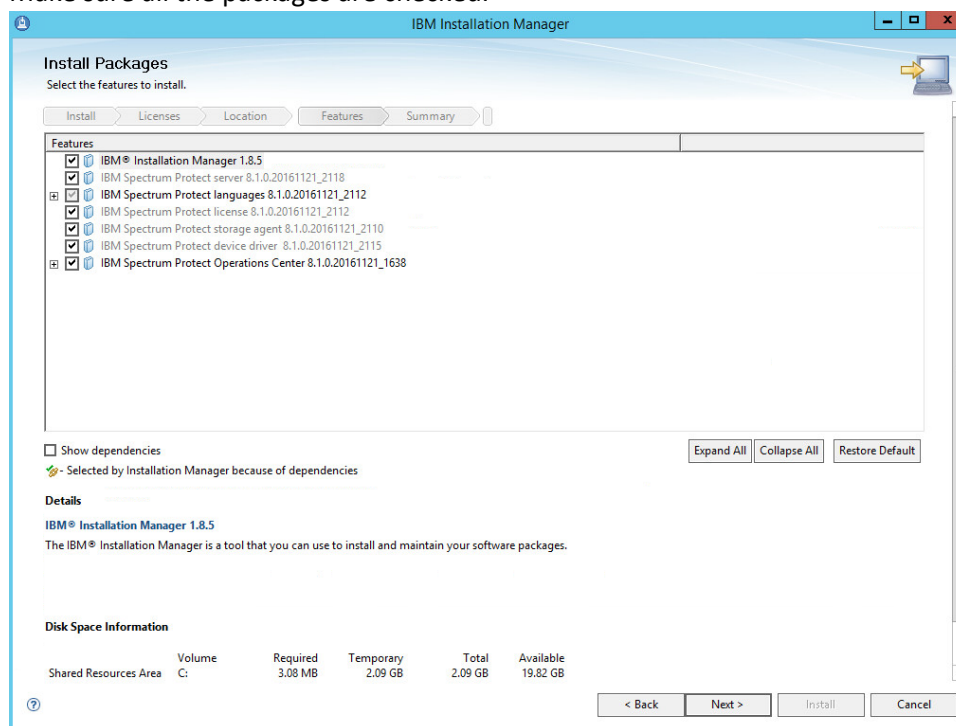 make sure all the packages are checked.
IBM Installation Manager
Install Packages
Select the features to install.
Install Licenses Location Features Summary
Features
IBM® Installation Manager 1.8.5
IBM Spectrum Protect server 8.1.0.20161121_2118
IBM Spectrum Protect languages 8.1.0.20161121_2112
IBM Spectrum Protect license 8.1.0.20161121_2112
IBM Spectrum Protect storage agent 8.1.0.20161121_2110
IBM Spectrum Protect device driver 8.1.0.20161121_2115
IBM Spectrum Protect Operations Center 8.1.0.20161121_1638
Show dependencies
Expand All Collapse All Restore Default
- Selected by Installation Manager because of dependencies
Details
IBM® Installation Manager 1.8.5
The IBM® Installation Manager is a tool that you can use to install and maintain your software packages.
Disk Space Information
Volume Required Temporary Total Available
Shared Resources Area C: 3.08 MB 2.09 GB 2.09 GB 19.82 GB
? < Back Next > Install Cancel